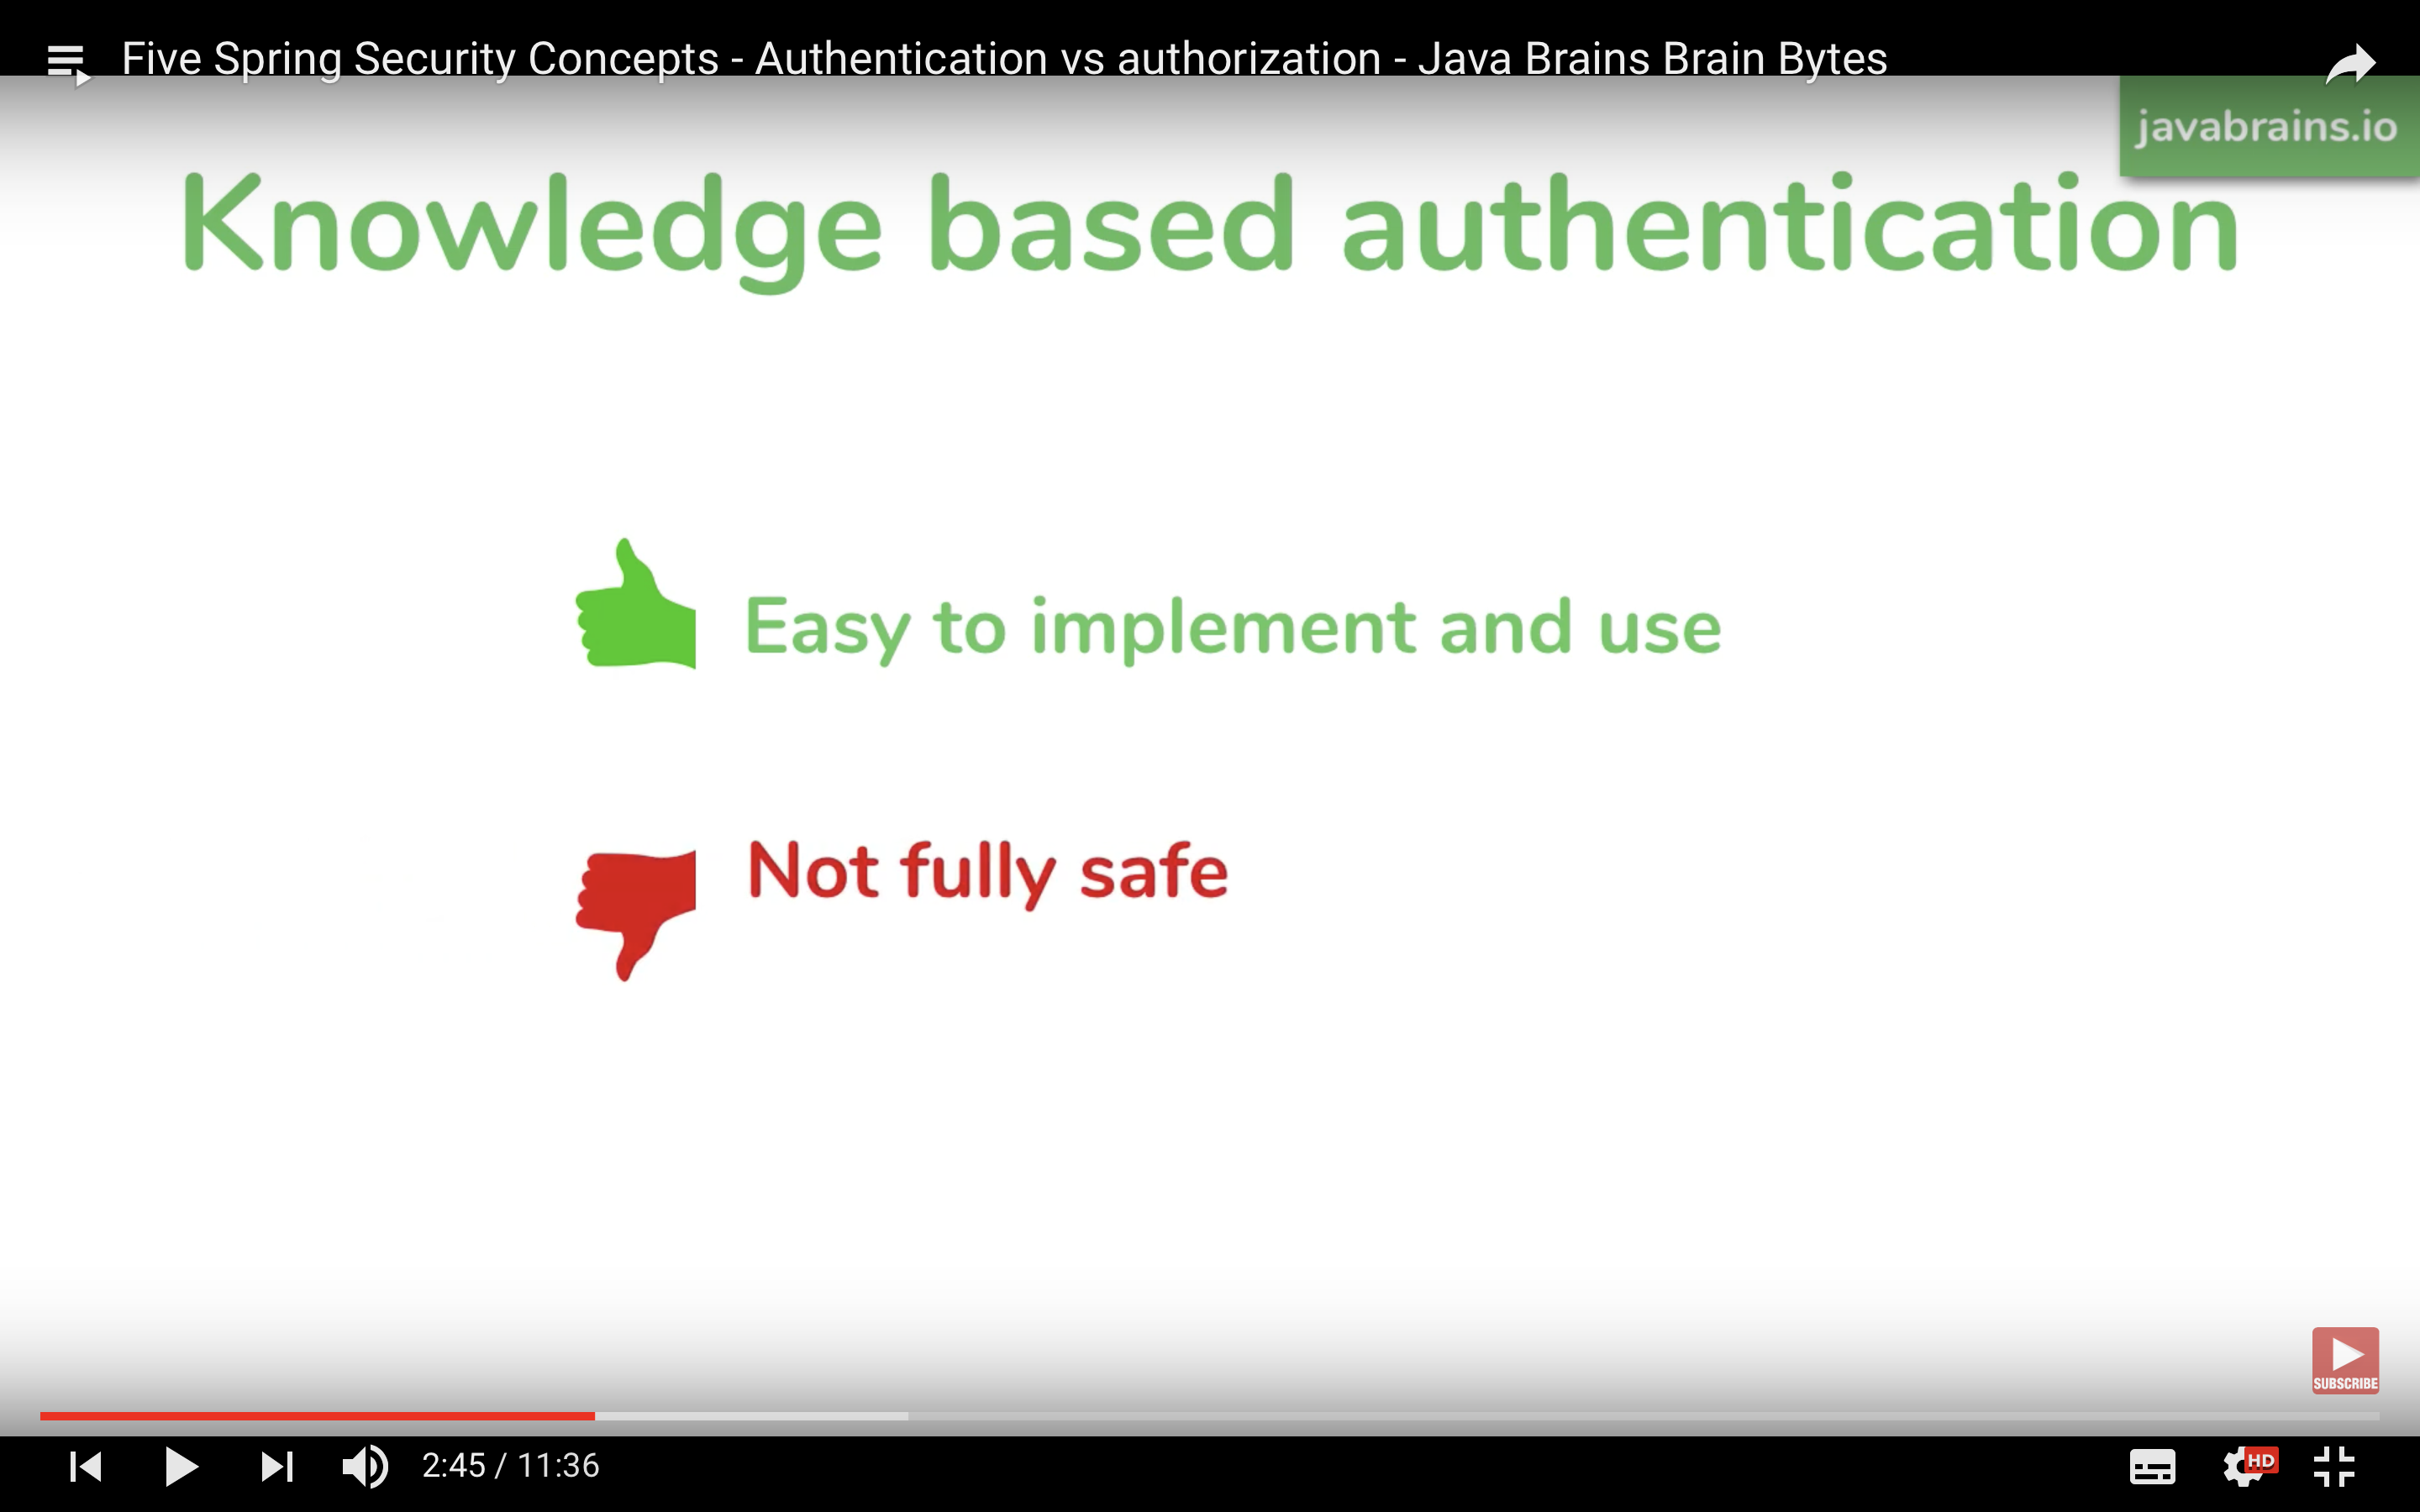 Five Spring Security Concepts - Authentication vs authorization - Java Brains Brain Bytes
javabrains.io
Knowledge based authentication
Easy to implement and use
Not fully safe
SUBSCRIBE
2:45 / 11:36
HD